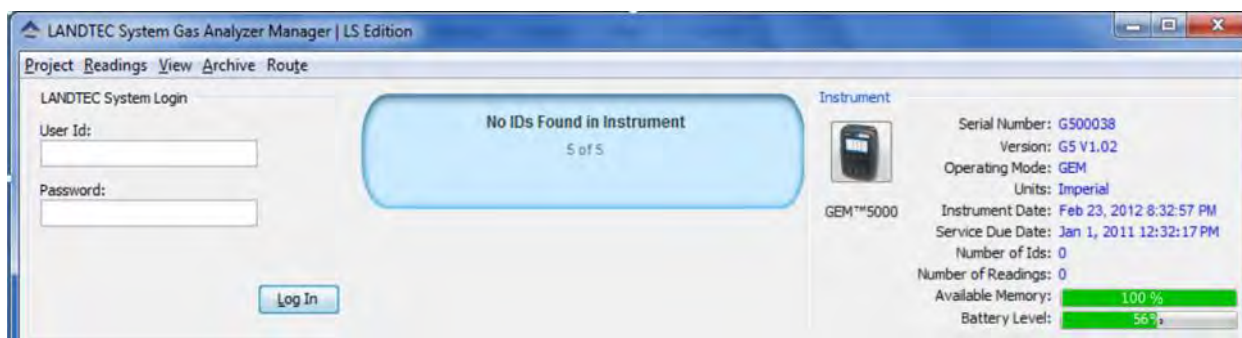 LANDTEC System Gas Analyzer Manager | LS Edition
Project Readings View Archive Route
LANDTEC System Login
User Id:
Password:
Log In
No IDs Found in Instrument
5 of 5
Instrument
GEM™5000
Serial Number: G500038
Version: G5 V1.02
Operating Mode: GEM
Units: Imperial
Instrument Date: Feb 23, 2012 8:32:57 PM
Service Due Date: Jan 1, 2011 12:32:17 PM
Number of Ids: 0
Number of Readings: 0
Available Memory: 100 %
Battery Level: 56%